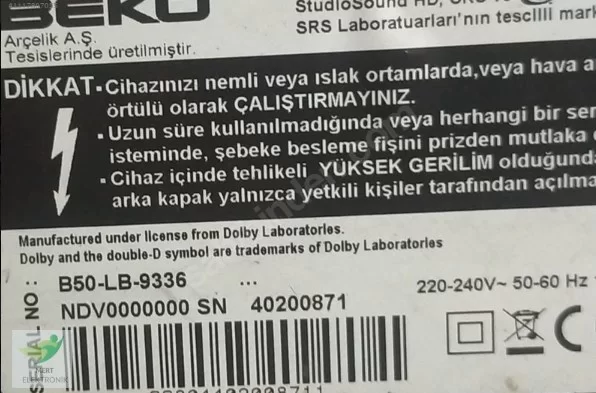 BEKO
Arçelik A.Ş.
Tesislerinde üretilmiştir.
StudioSound HD,
SRS Laboratuarları'nın tescilli mark
DİKKAT - Cihazınızı nemli veya ıslak ortamlarda,veya hava a
örtülü olarak ÇALIŞTIRMAYINIZ.
- Uzun süre kullanılmadığında veya herhangi bir ser
isteminde, şebeke besleme fişini prizden mutlaka
- Cihaz içinde tehlikeli YÜKSEK GERİLİM olduğund
arka kapak yalnızca yetkili kişiler tarafından açılma
Manufactured under license from Dolby Laboratories.
Dolby and the double-D symbol are trademarks of Dolby Laboratories
SERIAL NO :
B50-LB-9336 ...
NDV0000000 SN 40200871
220-240V~ 50-60 Hz
MERT
ELEKTRONİK